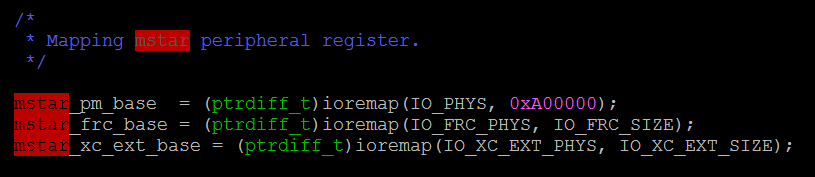 /*
* Mapping mstar peripheral register.
*/
mstar_pm_base = (ptrdiff_t)ioremap(IO_PHYS, 0xA00000);
mstar_frc_base = (ptrdiff_t)ioremap(IO_FRC_PHYS, IO_FRC_SIZE);
mstar_xc_ext_base = (ptrdiff_t)ioremap(IO_XC_EXT_PHYS, IO_XC_EXT_SIZE);